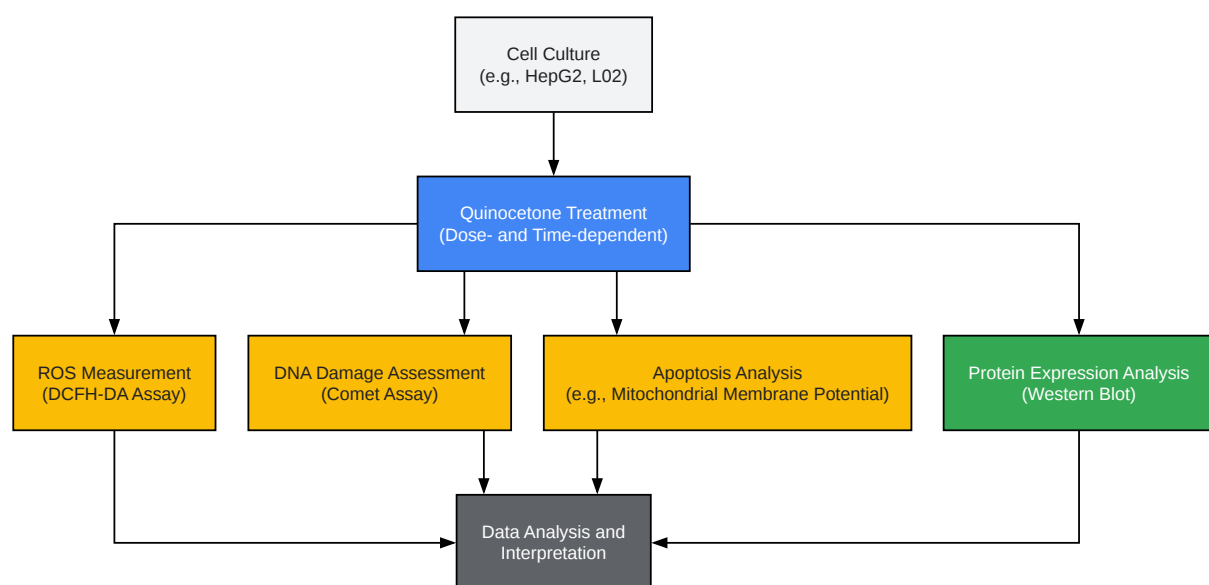 Cell Culture
(e.g., HepG2, L02)
Quinocetone Treatment
(Dose- and Time-dependent)
ROS Measurement
(DCFH-DA Assay)
DNA Damage Assessment
(Comet Assay)
Apoptosis Analysis
(e.g., Mitochondrial Membrane Potential)
Protein Expression Analysis
(Western Blot)
Data Analysis and
Interpretation